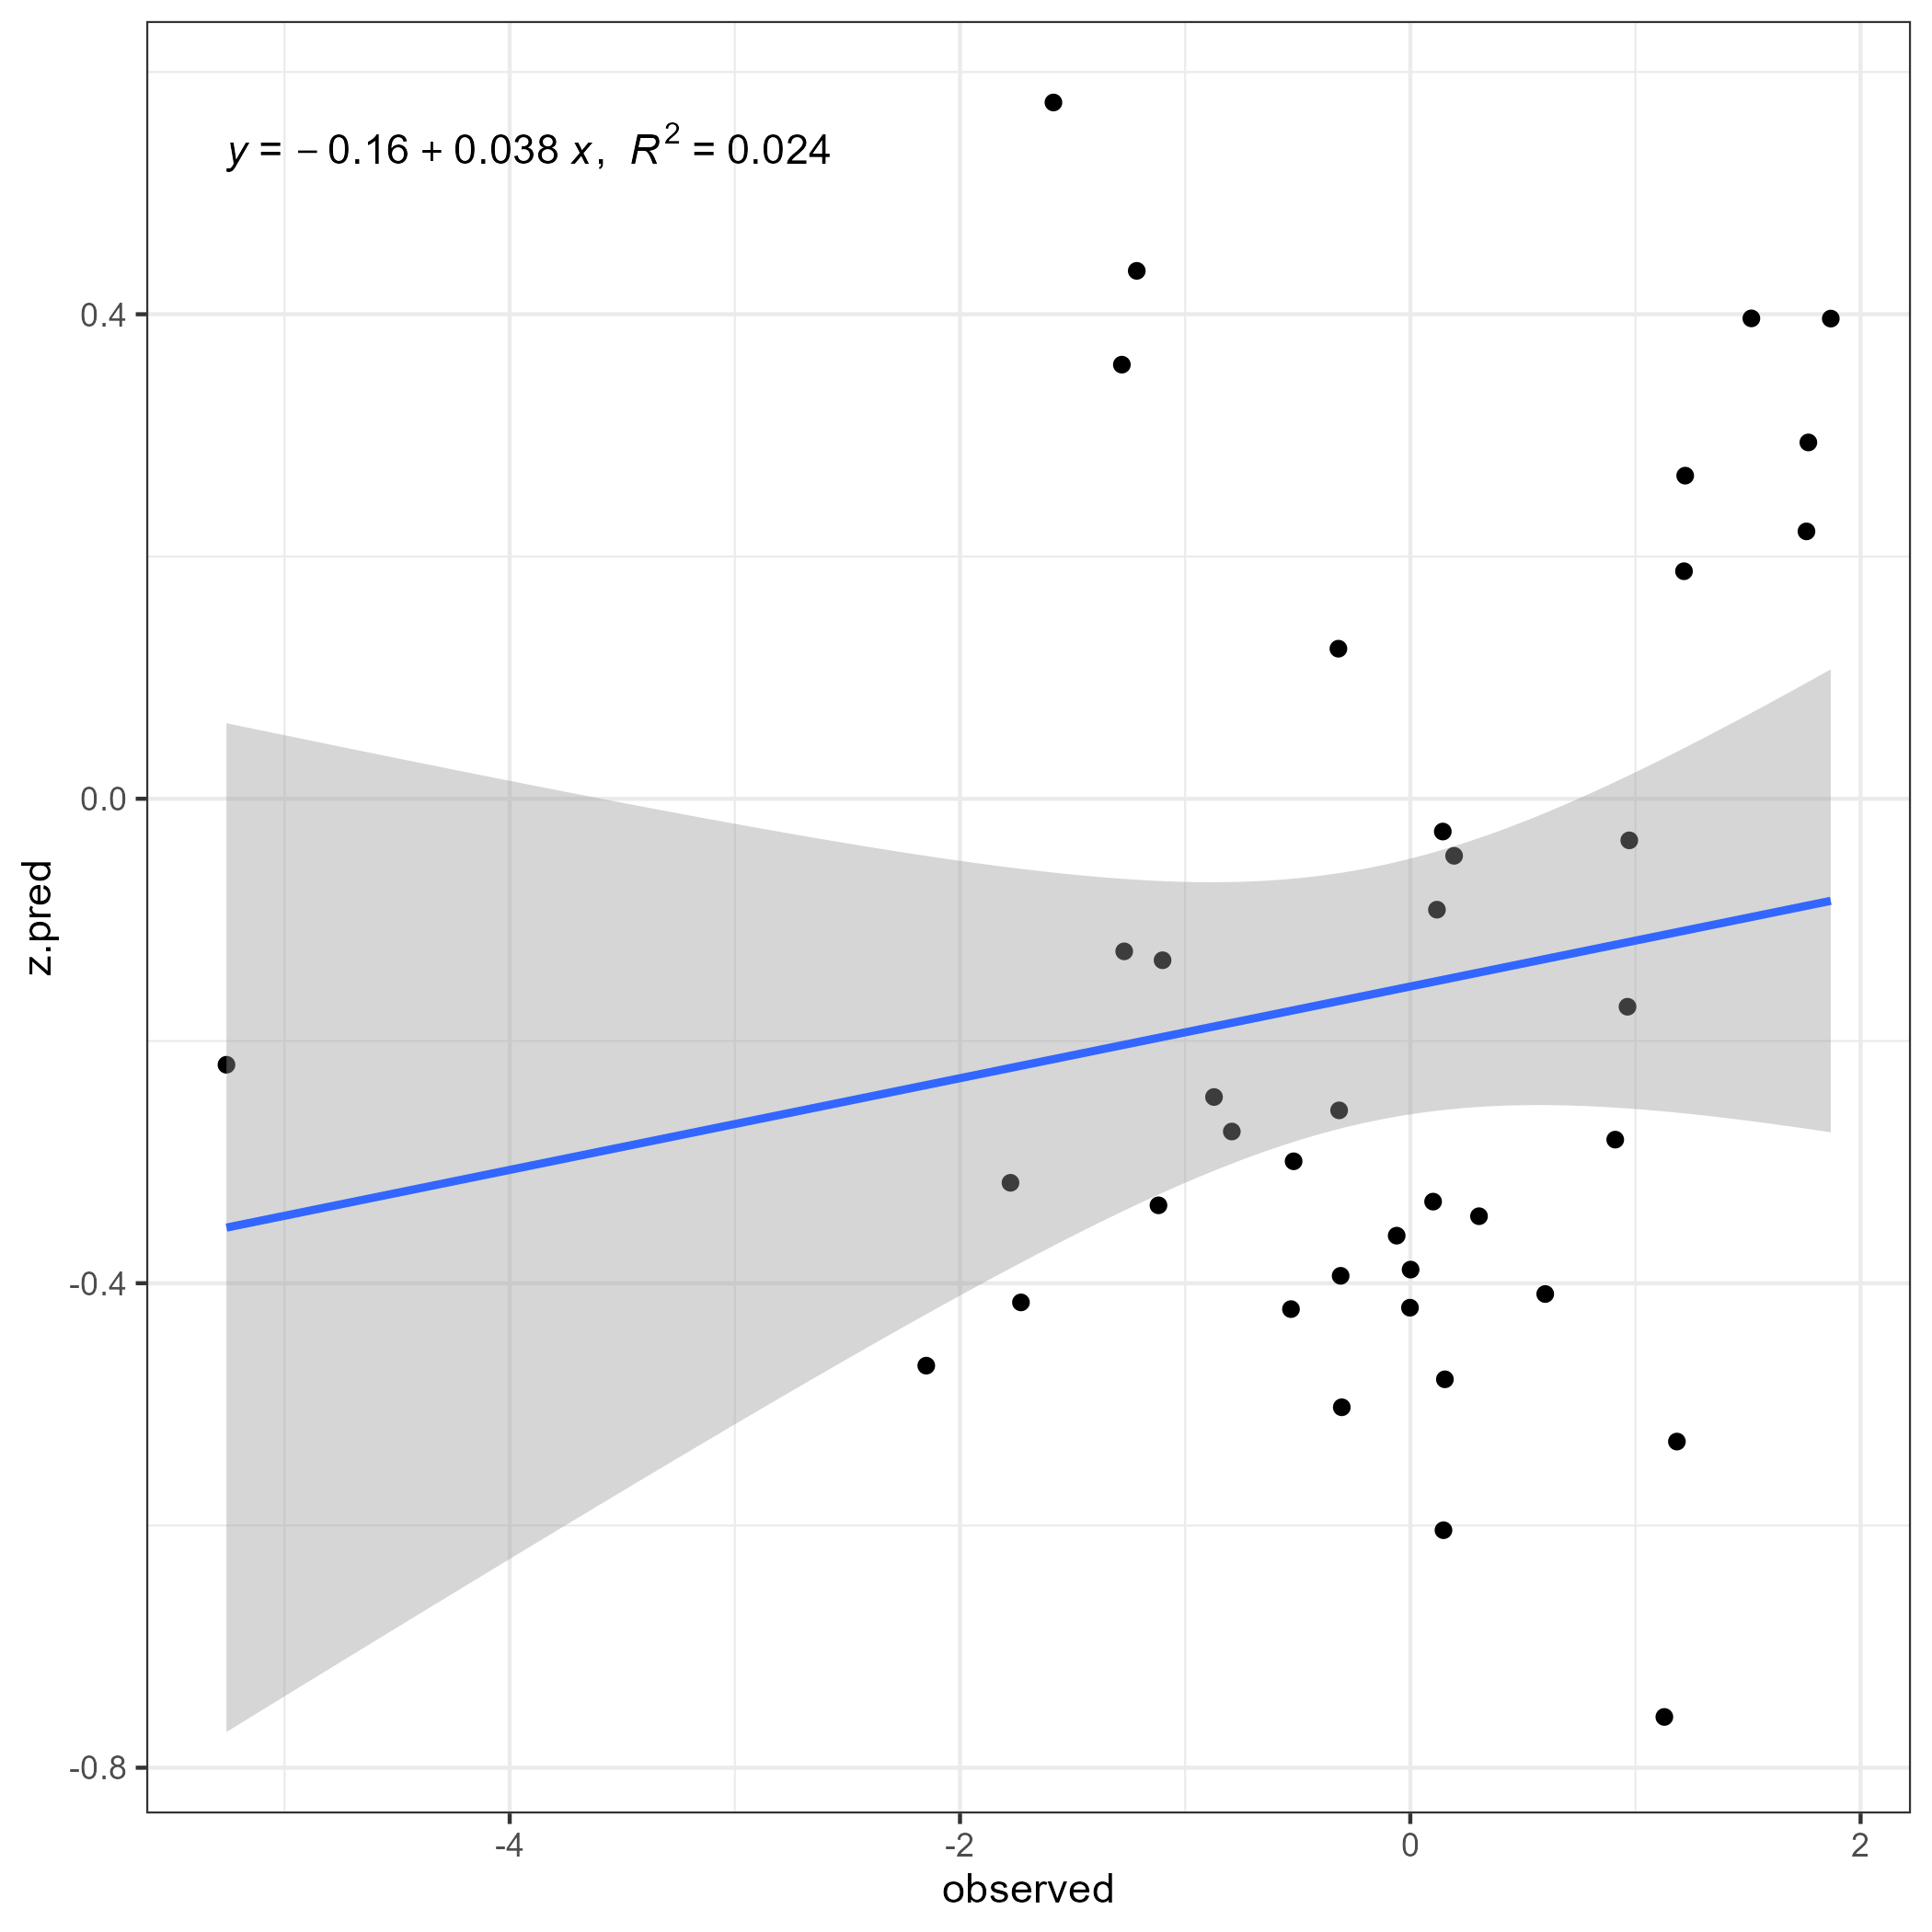 y = − 0.16 + 0.038 x, R² = 0.024
0.4
0.0
-0.4
-0.8
z.pred
-4 -2 0 2
observed